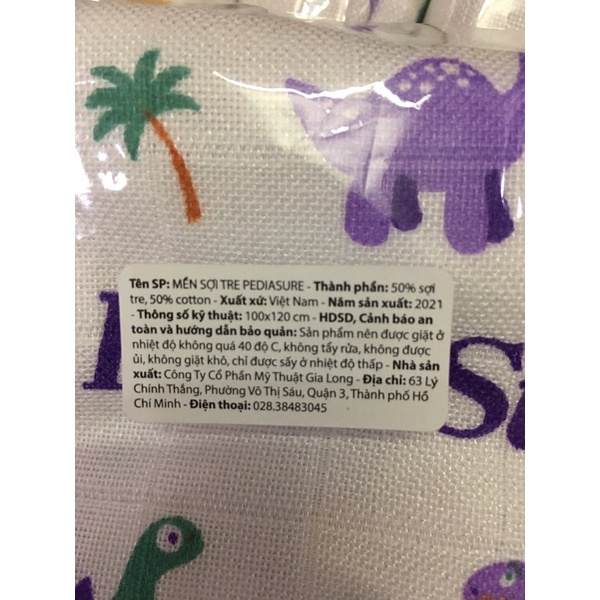 Tên SP: MỀN SỢI TRE PEDIASURE - Thành phần: 50% sợi
tre, 50% cotton - Xuất xứ: Việt Nam - Năm sản xuất: 2021
- Thông số kỹ thuật: 100x120 cm - HDSD, Cảnh báo an
toàn và hướng dẫn bảo quản: Sản phẩm nên được giặt ở
nhiệt độ không quá 40 độ C, không tẩy rửa, không được
ủi, không giặt khô, chỉ được sấy ở nhiệt độ thấp - Nhà sản
xuất: Công Ty Cổ Phần Mỹ Thuật Gia Long - Địa chỉ: 63 Lý
Chính Thắng, Phường Võ Thị Sáu, Quận 3, Thành phố Hồ
Chí Minh - Điện thoại: 028.38483045